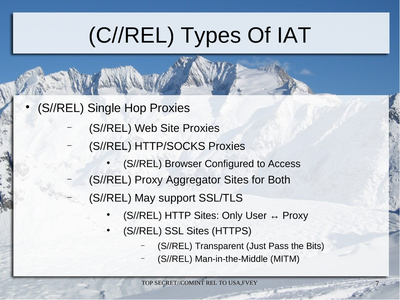 (C//REL) Types Of IAT
• (S//REL) Single Hop Proxies
– (S//REL) Web Site Proxies
– (S//REL) HTTP/SOCKS Proxies
• (S//REL) Browser Configured to Access
– (S//REL) Proxy Aggregator Sites for Both
– (S//REL) May support SSL/TLS
• (S//REL) HTTP Sites: Only User ↔ Proxy
• (S//REL) SSL Sites (HTTPS)
– (S//REL) Transparent (Just Pass the Bits)
– (S//REL) Man-in-the-Middle (MITM)
TOP SECRET//COMINT REL TO USA,FVEY
7